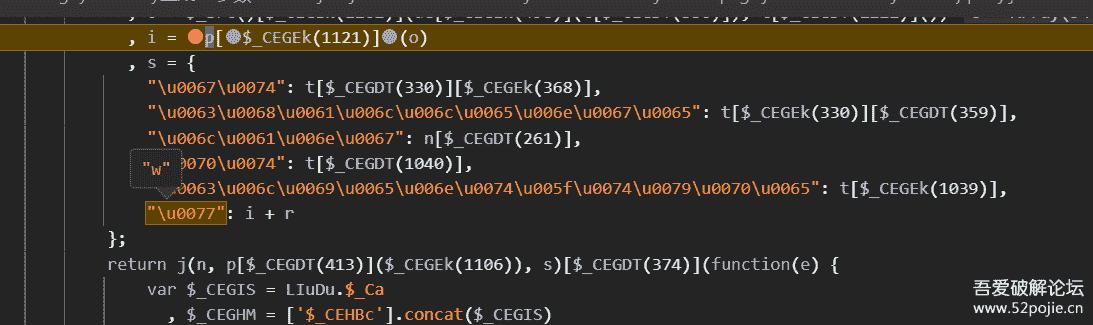 , i = p[$_CEGEk(1121)](o)
, s = {
"\u0067\u0074": t[$_CEGDT(330)][$_CEGEk(368)],
"\u0063\u0068\u0061\u006c\u006c\u0065\u006e\u0067\u0065": t[$_CEGEk(330)][$_CEGDT(359)],
"\u006c\u0061\u006e\u0067": n[$_CEGDT(261)],
"w"
0070\u0074": t[$_CEGDT(1040)],
0063\u006c\u0069\u0065\u006e\u0074\u005f\u0074\u0079\u0070\u0065": t[$_CEGEk(1039)],
"\u0077": i + r
};
return j(n, p[$_CEGDT(413)]($_CEGEk(1106)), s)[$_CEGDT(374)](function(e) {
var $_CEGIS = LIuDu.$_Ca
, $_CEGHM = ['$_CEHBc'].concat($_CEGIS)
吾爱破解论坛
www.52pojie.cn